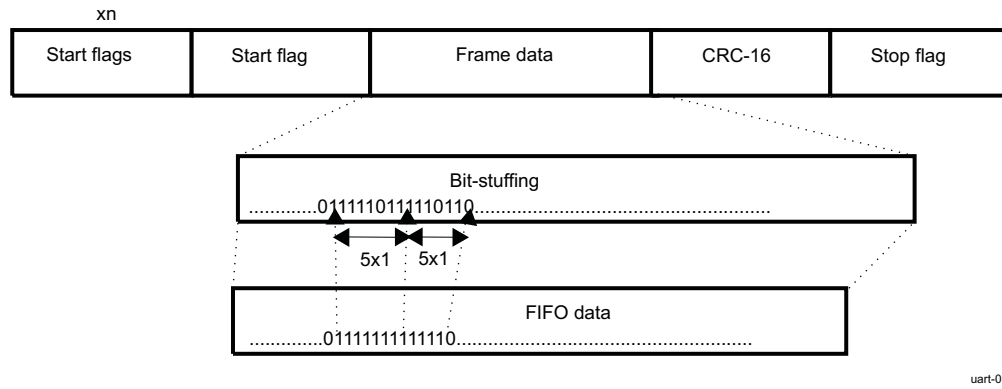 xn
Start flags Start flag Frame data CRC-16 Stop flag
Bit-stuffing
.............0111110111110110............................................................
5x1 5x1
FIFO data
..............01111111111110............................................................
uart-0